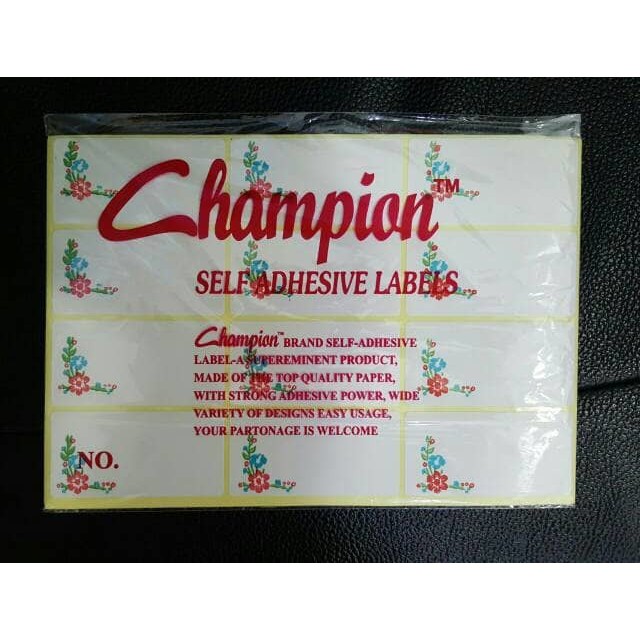 Champion™
SELF ADHESIVE LABELS
Champion™ BRAND SELF-ADHESIVE
LABEL-A SUTEREMINENT PRODUCT,
MADE OF THE TOP QUALITY PAPER,
WITH STRONG ADHESIVE POWER, WIDE
VARIETY OF DESIGNS EASY USAGE,
YOUR PARTONAGE IS WELCOME
NO.